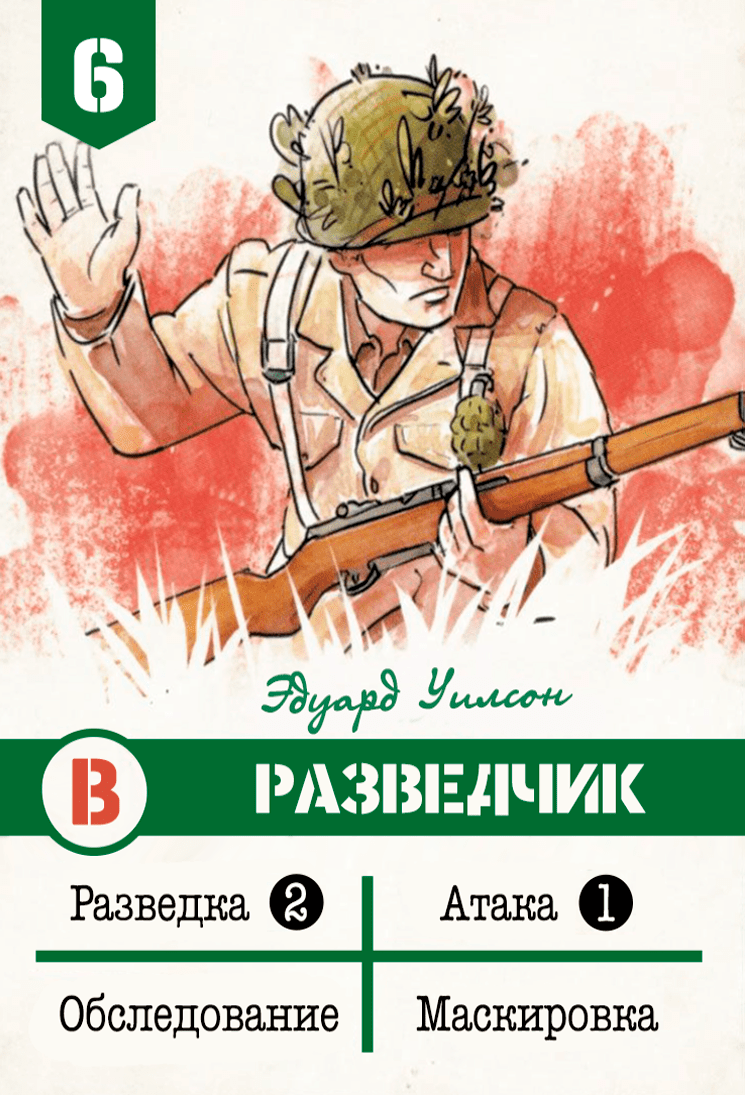 6
Эдуард Уилсон
В РАЗВЕДЧИК
Разведка 2 Атака 1
Обследование Маскировка